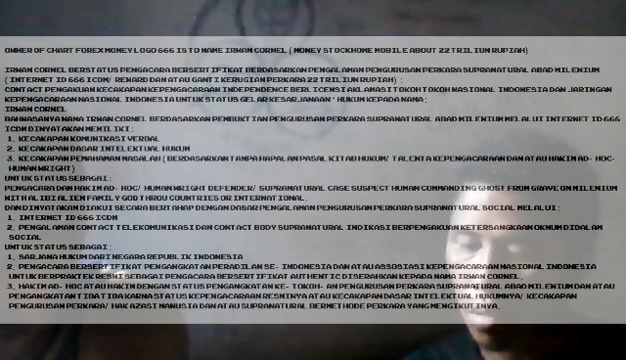 OWNER OF CHART FOREX MONEY LOGO 666 IS TO NAME IRWAN CORNEL ( MONEY STOCKHOME MOBILE ABOUT 22 TRILIUM RUPIAH)
IRWAN CORNEL BERSTATUS PENGACARA BERSERTIFIKAT BERDASARKAN PENGALAMAN PENGURUSAN PERKARA SUPRANATURAL ABAD MILENIUM
( INTERNET ID 666 ICDM/ RENARD DAN ATAU GANTI KERUGIAN PERKARA 22 TRILIUM RUPIAH) ;
CONTACT PENGAKUAN KECAKAPAN KEPENGACARAAN INDEPENDENCE BERLICENSI AKLAMASI TOKOH TOKOH NASIONAL INDONESIA DAN JARINGAN
KEPENGACARAAN NASIONAL INDONESIA UNTUK STATUS GELAR KESARJANAAN * HUKUM KEPADA NAMA ;
IRWAN CORNEL
BAHWASANYA NAMA IRWAN CORNEL BERDASARKAN PEMBUKTIAN PENGURUSAN PERKARA SUPRANATURAL ABAD MILENIUM MELALUI INTERNET ID 666
ICDM DINYATAKAN MEMILIKI :
1. KECAKAPAN KOMUNIKASI VERBAL
2. KECAKAPAN DASAR INTELEKTUAL HUKUM
3. KECAKAPAN PEMAHAMAN MASALAH ( BERDASARKAN TANPA HAPALAN PASAL KITAB HUKUM/ TALENTA KEPENGACARAAN DAN ATAU HAKIM AD- HOC-
HUMAN WRIGHT)
UNTUK STATUS SEBAGAI :
PENGACARA DAN HAKIM AD- HOC/ HUMAN WRIGHT DEFENDER/ SUPRANATURAL CASE SUSPECT HUMAN COMMANDING GHOST FROM GRAVE ON MILENIUM
WITH ALIBI ALIEN FAMILY GOD THROU COUNTRIES OR INTERNATIONAL .
DAN DINYATAKAN DIAKUI SECARA BERTAHAP DENGAN DASAR PENGALAMAN PENGURUSAN PERKARA SUPRANATURAL SOCIAL MELALUI :
1. INTERNET ID 666 ICDM
2. PENGALAMAN CONTACT TELEKOMUNIKASI DAN CONTACT BODY SUPRANATURAL INDIKASI BERPENGAKUAN KETERSANGKAAN OKNUM DIDALAM
SOCIAL
UNTUK STATUS SEBAGAI :
1. SARJANA HUKUM DARI NEGARA REPUBLIK INDONESIA
2. PENGACARA BERSERTIFIKAT PENGANGKATAN PERADILAN SE- INDONESIA DAN ATAU ASSOSIASI KEPENGACARAAN NASIONAL INDONESIA
UNTUK BERPRAKTEK RESMI SEBAGAI PENGACARA BERSERTIFIKAT AUTHENTIC DISERAHKAN KEPADA NAMA IRWAN CORNEL .
3. HAKIM AD- HOC ATAU HAKIM DENGAN STATUS PENGANGKATAN KE- TOKOH- AN PENGURUSAN PERKARA SUPRANATURAL ABAD MILENIUM DAN ATAU
PENGANGKATAN TIBA TIBA KARNA STATUS KEPENGACARAAN RESMINYA ATAU KECAKAPAN DASAR INTELEKTUAL HUKUMNYA/ KECAKAPAN
PENGURUSAN PERKARA/ HAK AZASI MANUSIA DAN ATAU SUPRANATURAL BERMETHODE PERKARA YANG MENGIKUTINYA .